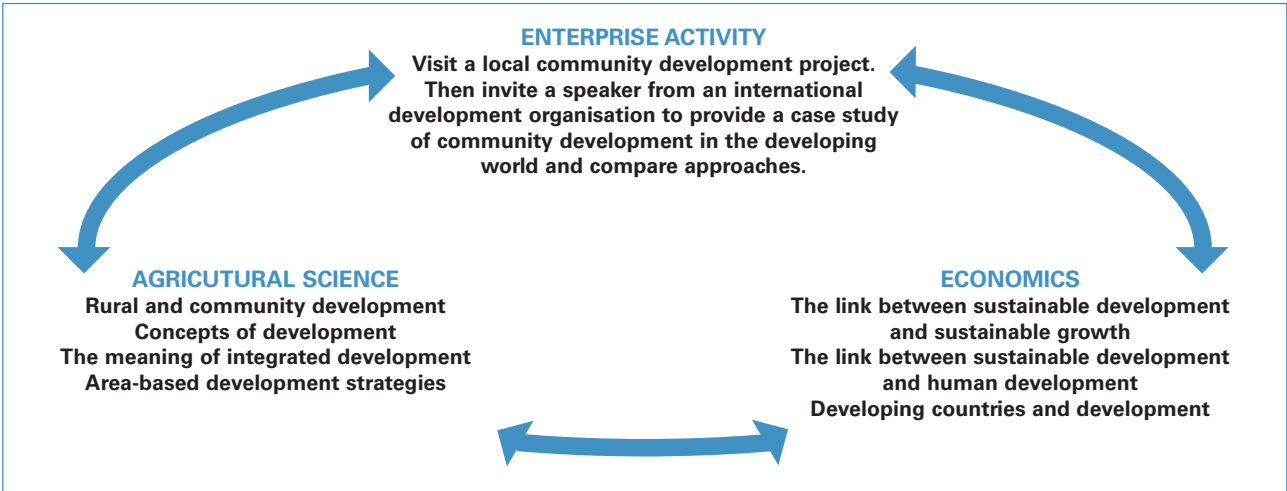 ENTERPRISE ACTIVITY
Visit a local community development project.
Then invite a speaker from an international
development organisation to provide a case study
of community development in the developing
world and compare approaches.
AGRICUTURAL SCIENCE
Rural and community development
Concepts of development
The meaning of integrated development
Area-based development strategies
ECONOMICS
The link between sustainable development
and sustainable growth
The link between sustainable development
and human development
Developing countries and development